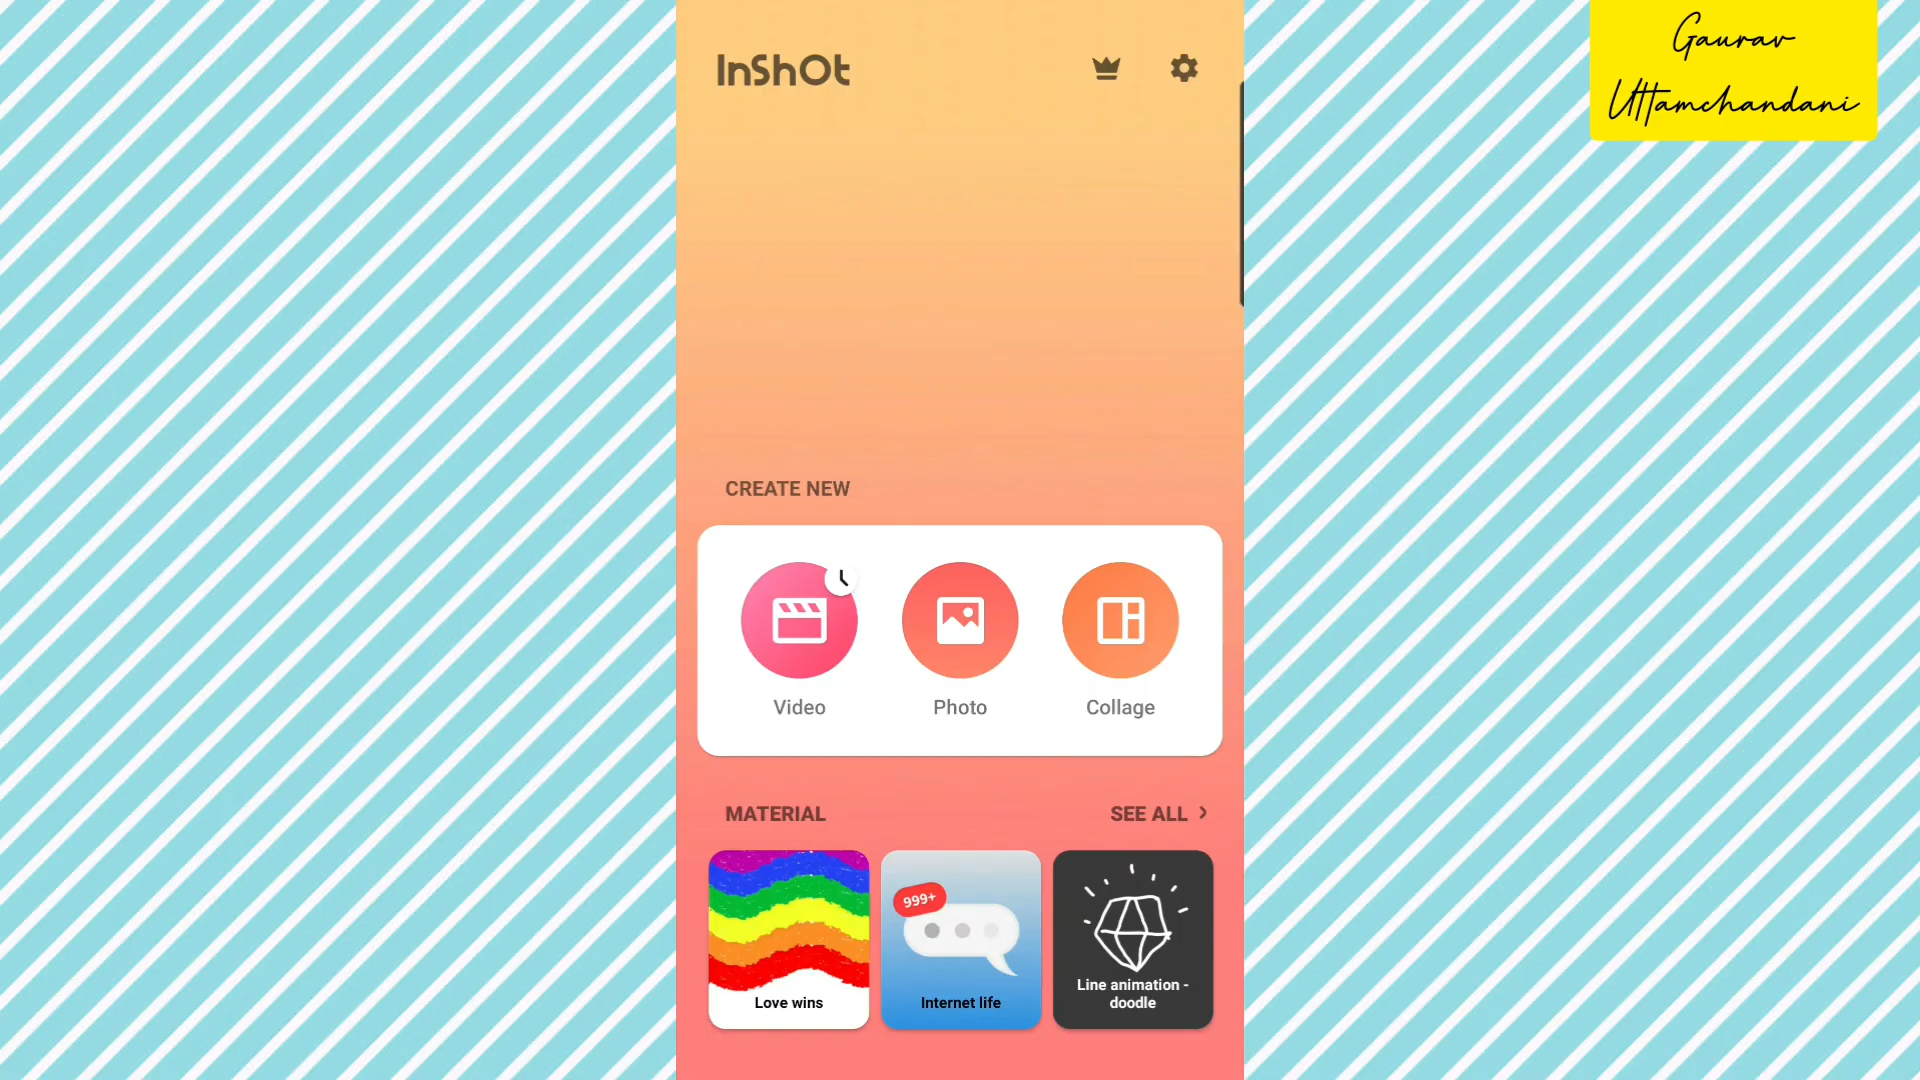 InShOt
Gaurav
Uttamchandani
CREATE NEW
Video
Photo
Collage
MATERIAL
SEE ALL >
999+
Love wins
Internet life
Line animation -
doodle